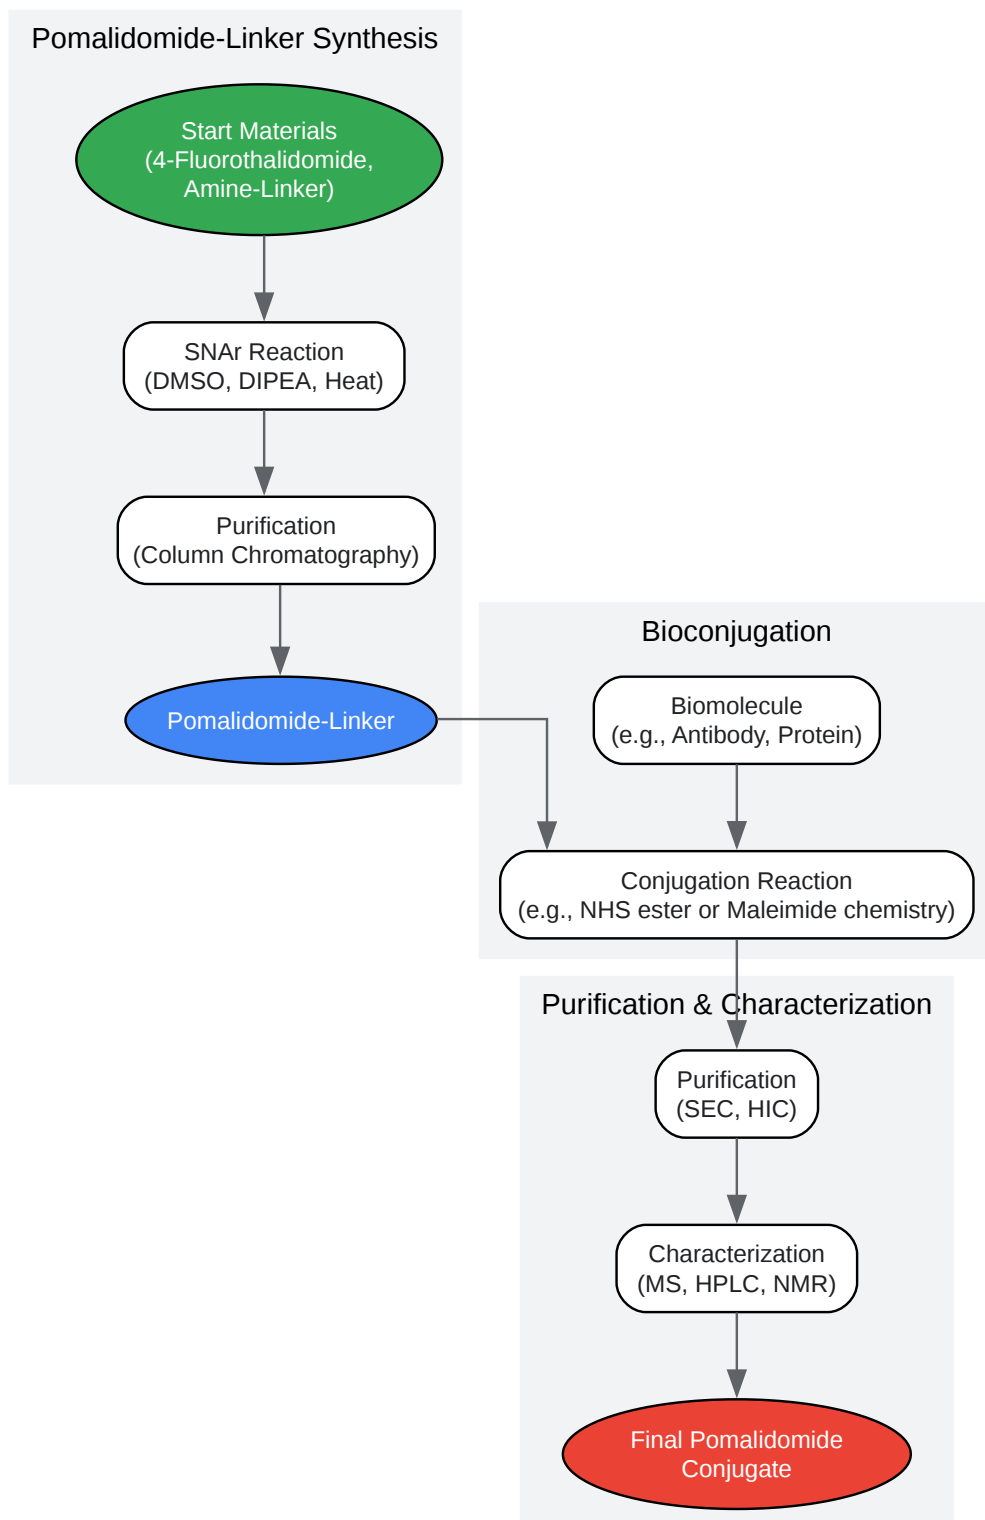 Pomalidomide-Linker Synthesis
Start Materials
(4-Fluorothalidomide,
Amine-Linker)
SNAr Reaction
(DMSO, DIPEA, Heat)
Purification
(Column Chromatography)
Pomalidomide-Linker
Bioconjugation
Biomolecule
(e.g., Antibody, Protein)
Conjugation Reaction
(e.g., NHS ester or Maleimide chemistry)
Purification & Characterization
Purification
(SEC, HIC)
Characterization
(MS, HPLC, NMR)
Final Pomalidomide
Conjugate